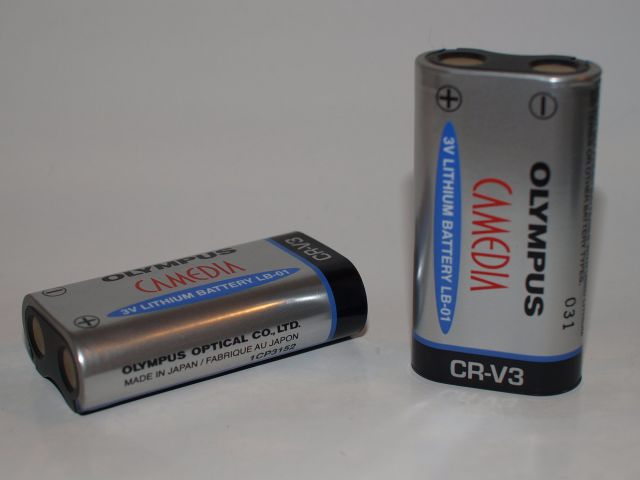 OLYMPUS
CAMEDIA
3V LITHIUM BATTERY LB-01
CR-V3
OLYMPUS OPTICAL CO., LTD.
MADE IN JAPAN / FABRIQUE AU JAPON
1CP3152
+
−
3V LITHIUM BATTERY LB-01
CAMEDIA
OLYMPUS
031
CR-V3